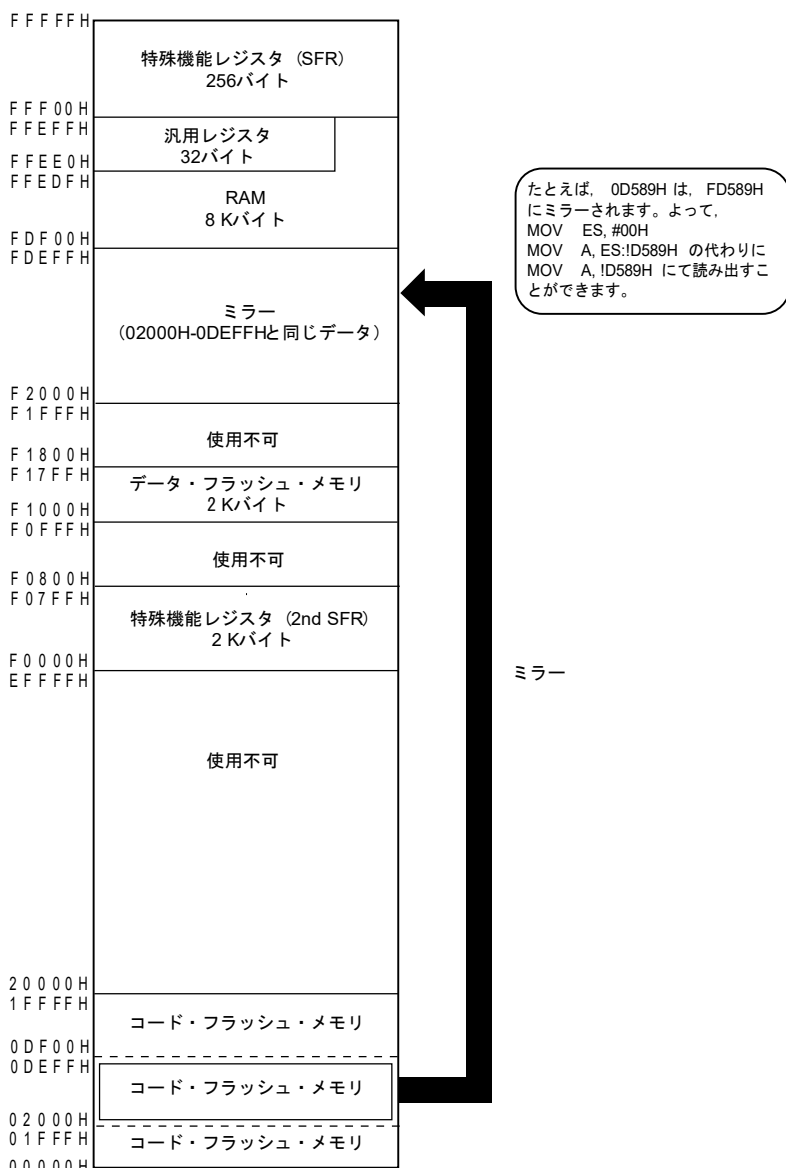 FFFFFH
特殊機能レジスタ (SFR)
256バイト
FFF00H
FFEFFH
汎用レジスタ
32バイト
FFEE0H
FFEDFH
RAM
8 Kバイト
FDF00H
FDEFFH
ミラー
(02000H-0DEFFHと同じデータ)
F2000H
F1FFFH
使用不可
F1800H
F17FFH
データ・フラッシュ・メモリ
2 Kバイト
F1000H
F0FFFH
使用不可
F0800H
F07FFH
特殊機能レジスタ (2nd SFR)
2 Kバイト
F0000H
EFFFFH
使用不可
20000H
1FFFFH
コード・フラッシュ・メモリ
0DF00H
0DEFFH
コード・フラッシュ・メモリ
02000H
01FFFH
コード・フラッシュ・メモリ
00000H
たとえば, 0D589H は, FD589H
にミラーされます。よって,
MOV ES, #00H
MOV A, ES:!D589H の代わりに
MOV A, !D589H にて読み出すこ
とができます。
ミラー